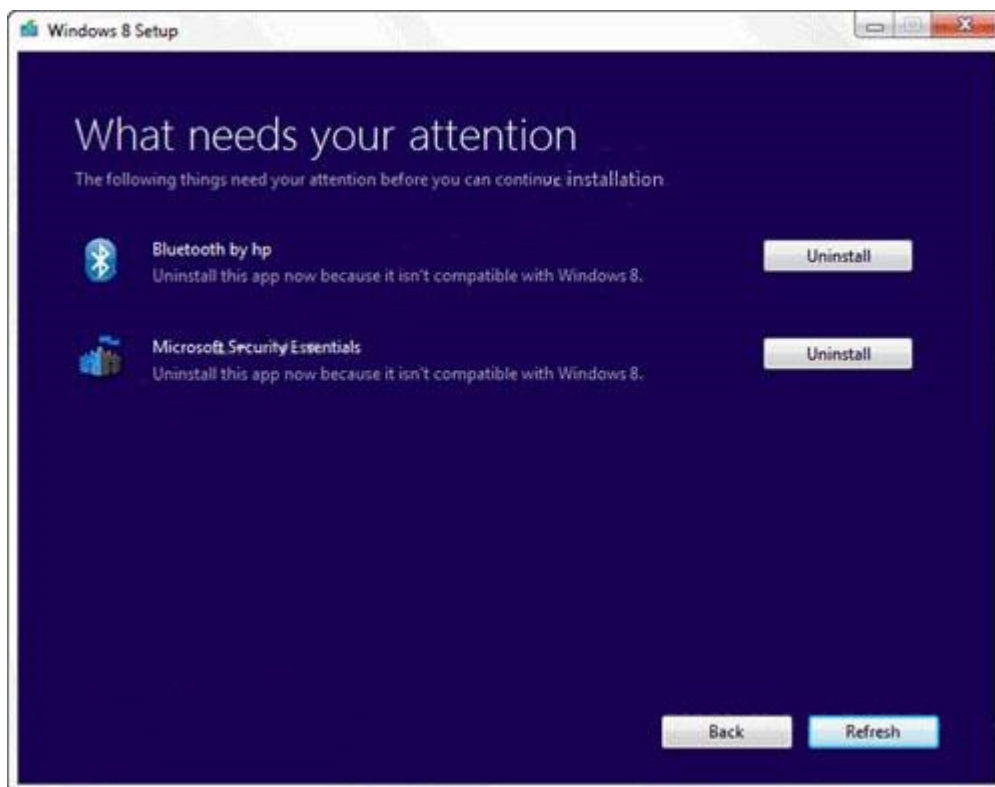 Windows 8 Setup
What needs your attention
The following things need your attention before you can continue installation
Bluetooth by hp
Uninstall
Uninstall this app now because it isn't compatible with Windows 8.
Microsoft Security Essentials
Uninstall
Uninstall this app now because it isn't compatible with Windows 8.
Back
Refresh